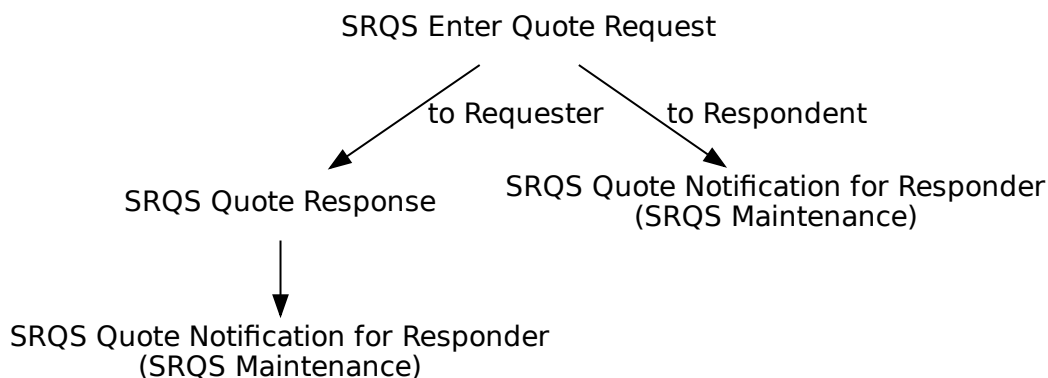 SRQS Enter Quote Request
to Requester
to Respondent
SRQS Quote Response
SRQS Quote Notification for Responder
(SRQS Maintenance)
SRQS Quote Notification for Responder
(SRQS Maintenance)